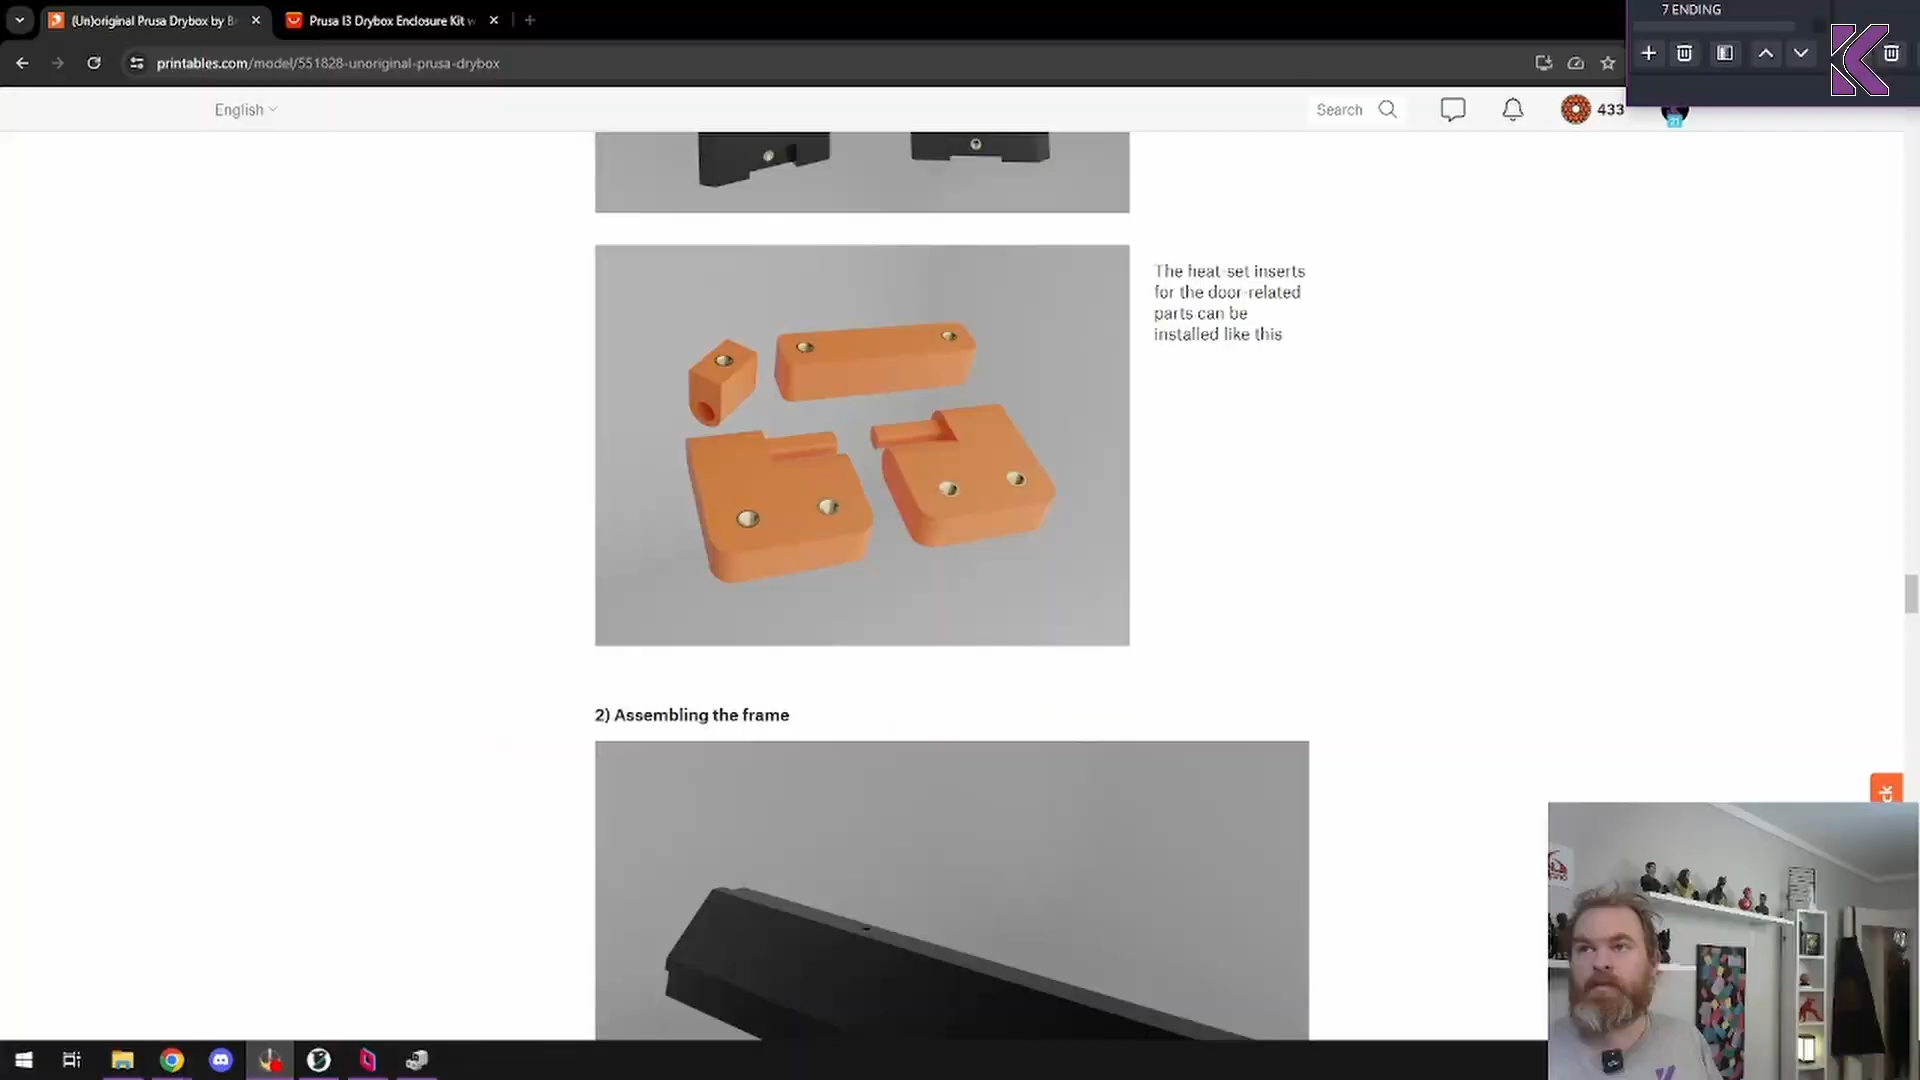 7 ENDING
(Un)original Prusa Drybox by B
Prusa I3 Drybox Enclosure Kit w
printables.com/model/551828-unoriginal-prusa-drybox
English
Search
433
21
The heat-set inserts
for the door-related
parts can be
installed like this
2) Assembling the frame
ck